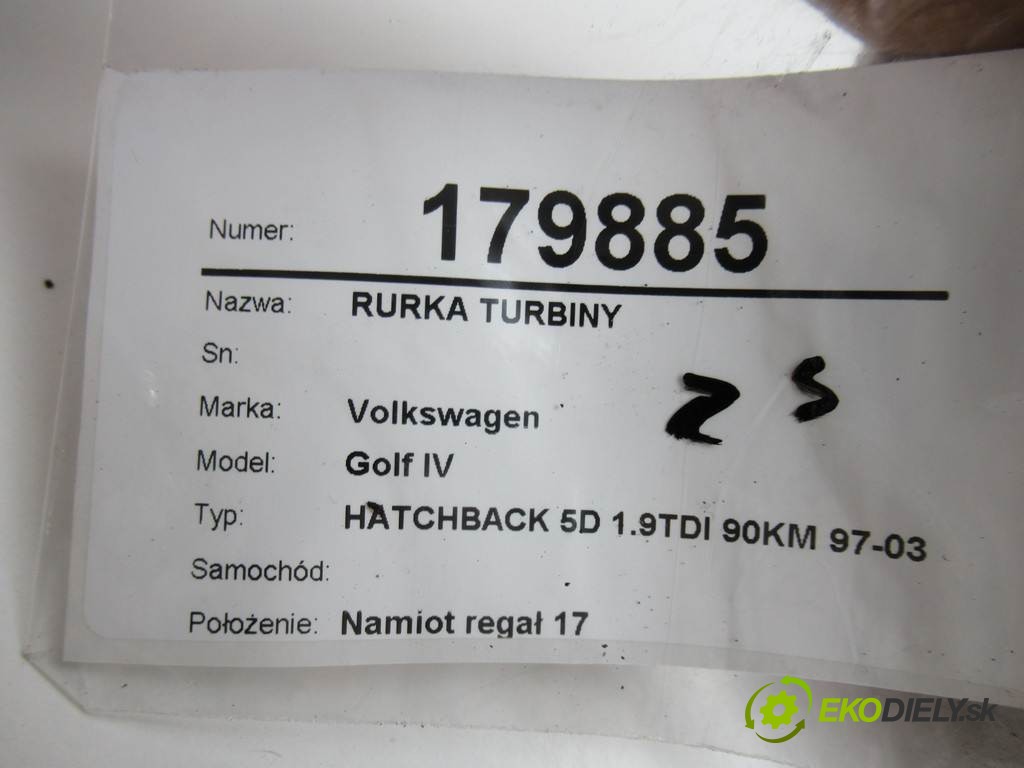 Numer: 179885
Nazwa: RURKA TURBINY
Sn:
Marka: Volkswagen
Z S
Model: Golf IV
Typ: HATCHBACK 5D 1.9TDI 90KM 97-03
Samochód:
Położenie: Namiot regał 17
EKODIELY.sk